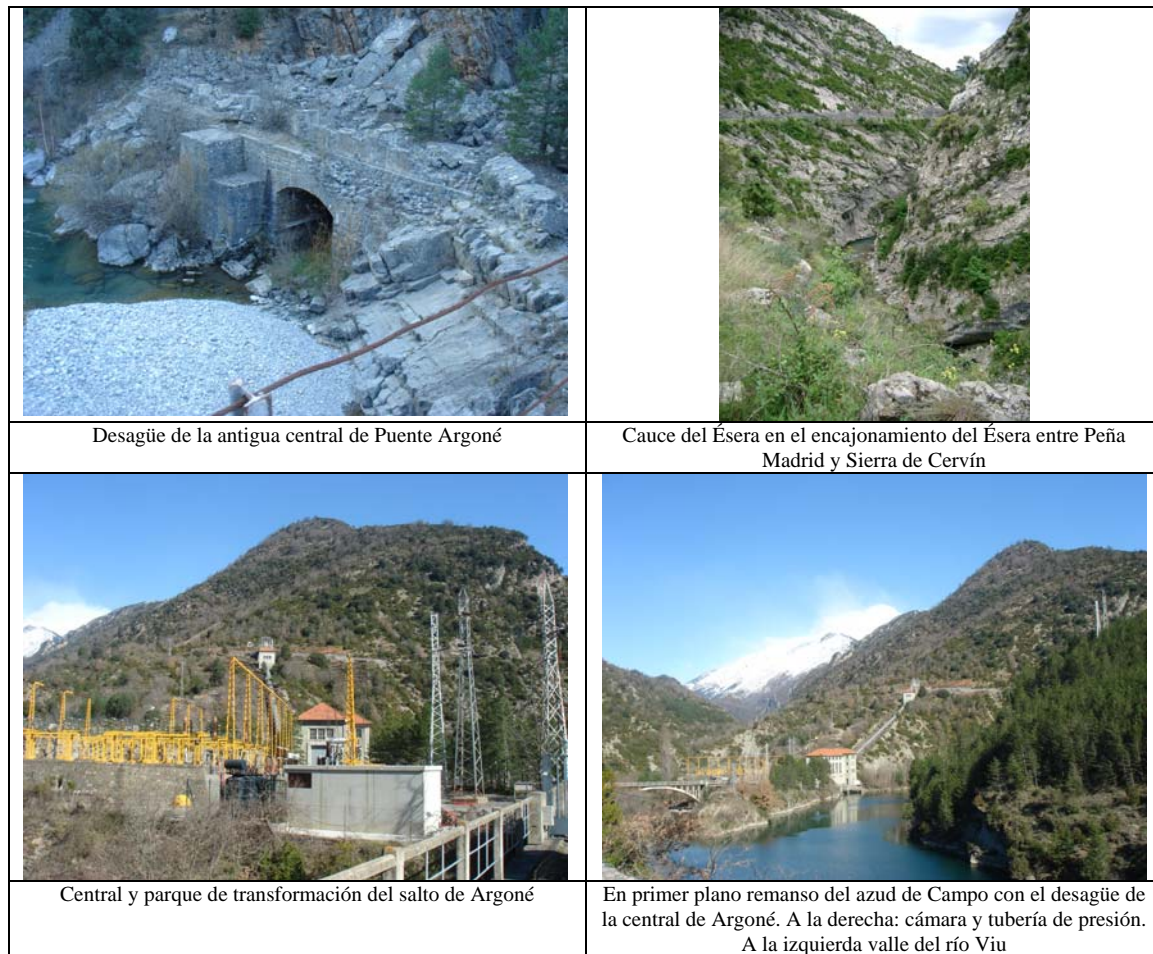 Desagüe de la antigua central de Puente Argoné
Cauce del Ésera en el encajonamiento del Ésera entre Peña
Madrid y Sierra de Cervín
Central y parque de transformación del salto de Argoné
En primer plano remanso del azud de Campo con el desagüe de
la central de Argoné. A la derecha: cámara y tubería de presión.
A la izquierda valle del río Viu